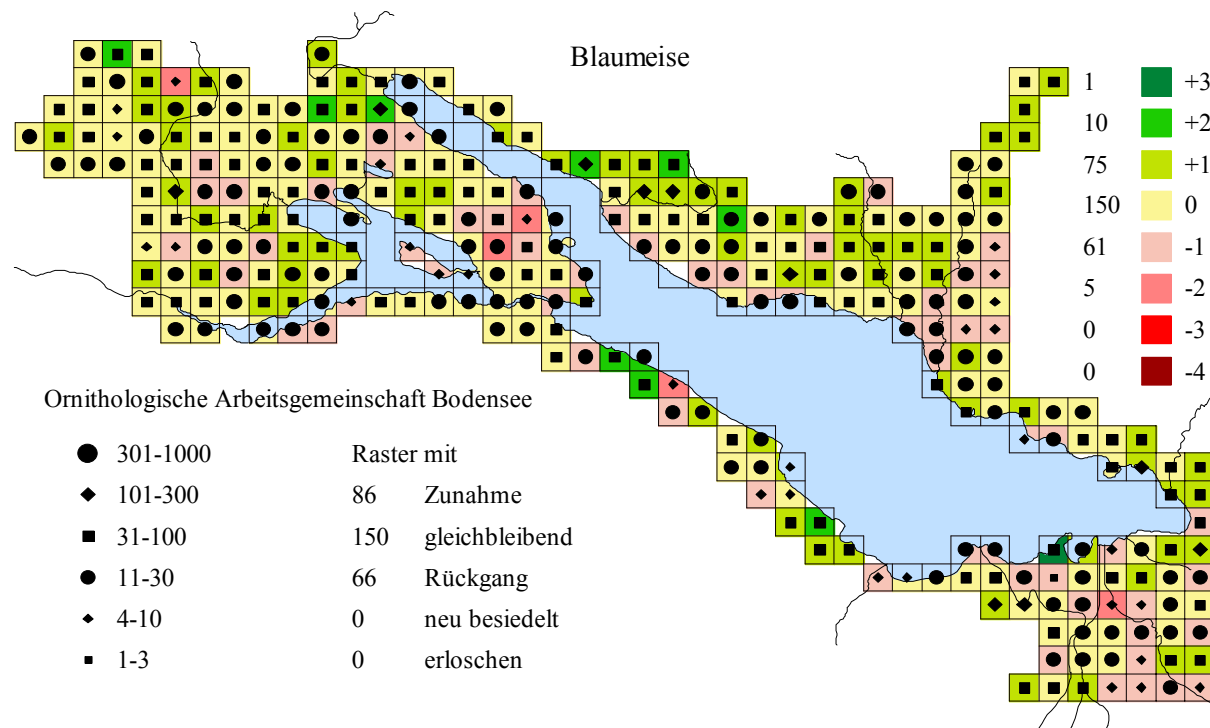 Blaumeise
1 +3
10 +2
75 +1
150 0
61 -1
5 -2
0 -3
0 -4
Ornithologische Arbeitsgemeinschaft Bodensee
301-1000 Raster mit
101-300 86 Zunahme
31-100 150 gleichbleibend
11-30 66 Rückgang
4-10 0 neu besiedelt
1-3 0 erloschen